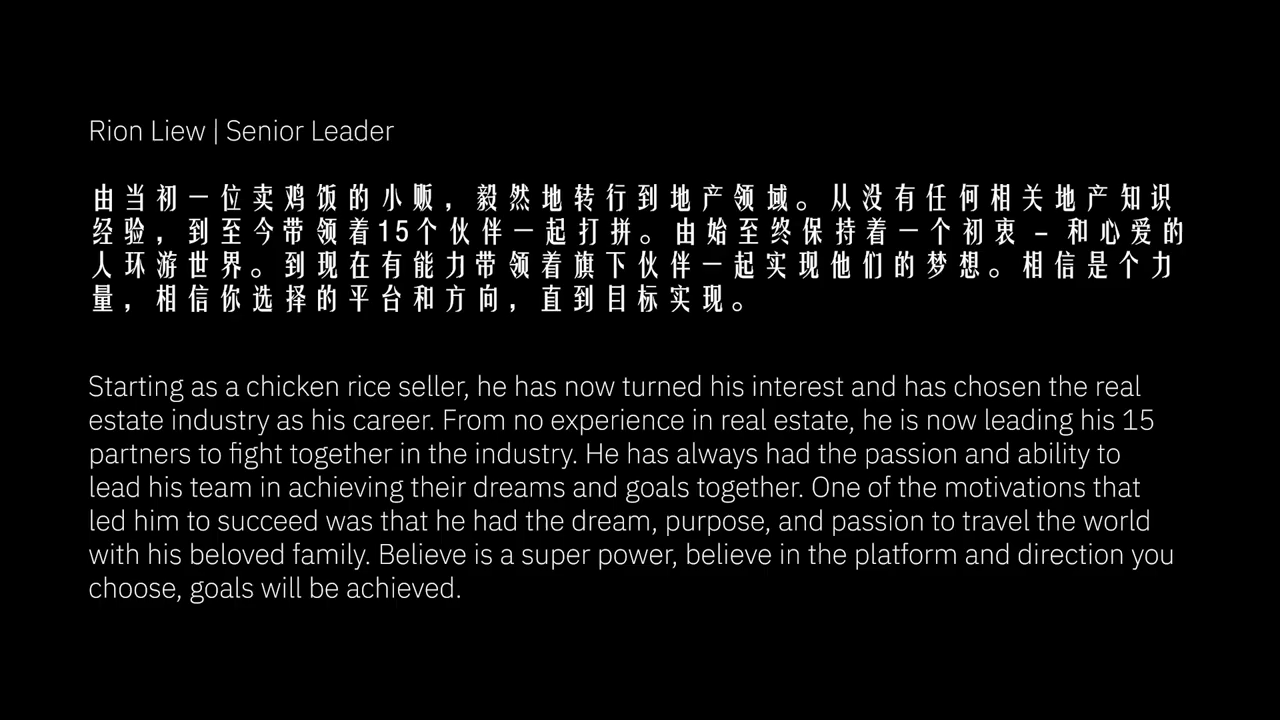 Rion Liew | Senior Leader
由当初一位卖鸡饭的小贩，毅然地转行到地产领域。从没有任何相关地产知识
经验，到至今带领着15个伙伴一起打拼。由始至终保持着一个初衷 – 和心爱的
人环游世界。到现在有能力带领着旗下伙伴一起实现他们的梦想。相信是个力
量，相信你选择的平台和方向，直到目标实现。
Starting as a chicken rice seller, he has now turned his interest and has chosen the real
estate industry as his career. From no experience in real estate, he is now leading his 15
partners to fight together in the industry. He has always had the passion and ability to
lead his team in achieving their dreams and goals together. One of the motivations that
led him to succeed was that he had the dream, purpose, and passion to travel the world
with his beloved family. Believe is a super power, believe in the platform and direction you
choose, goals will be achieved.